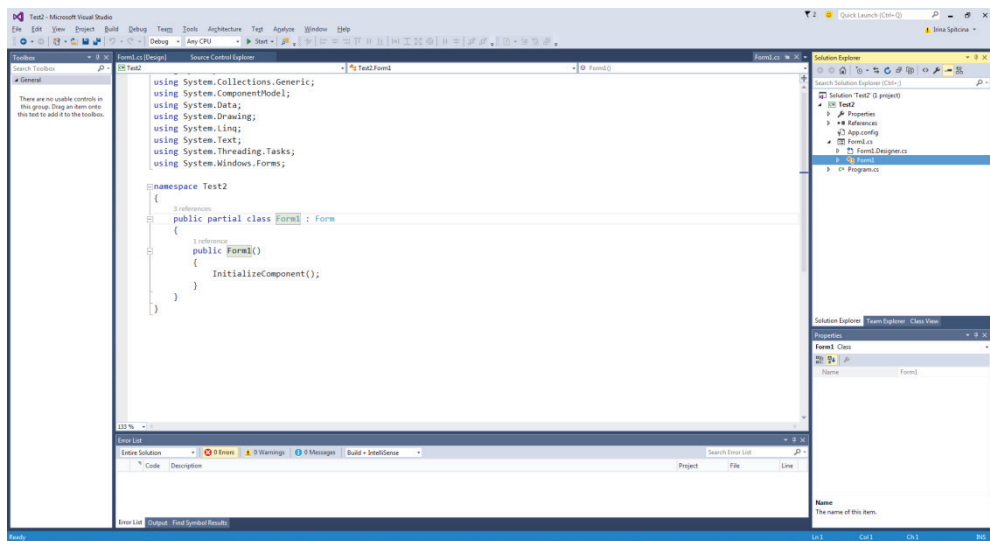 Test2 - Microsoft Visual Studio
2
Quick Launch (Ctrl+Q)
File Edit View Project Build Debug Team Tools Architecture Test Analyze Window Help
Irina Spitcina
Debug Any CPU Start
Toolbox
Search Toolbox
General
There are no usable controls in
this group. Drag an item onto
this text to add it to the toolbox.
Form1.cs [Design] Source Control Explorer Form1.cs
Test2 Test2.Form1 Form1()
using System.Collections.Generic;
using System.ComponentModel;
using System.Data;
using System.Drawing;
using System.Linq;
using System.Text;
using System.Threading.Tasks;
using System.Windows.Forms;
namespace Test2
{
3 references
public partial class Form1 : Form
{
1 reference
public Form1()
{
InitializeComponent();
}
}
}
133 %
Error List
Entire Solution 0 Errors 0 Warnings 0 Messages Build + IntelliSense Search Error List
Code Description Project File Line
Error List Output Find Symbol Results
Solution Explorer
Search Solution Explorer (Ctrl+;)
Solution 'Test2' (1 project)
Test2
Properties
References
App.config
Form1.cs
Form1.Designer.cs
Form1
Program.cs
Solution Explorer Team Explorer Class View
Properties
Form1 Class
Name Form1
Name
The name of this item.
Ready Ln 1 Col 1 Ch 1 INS